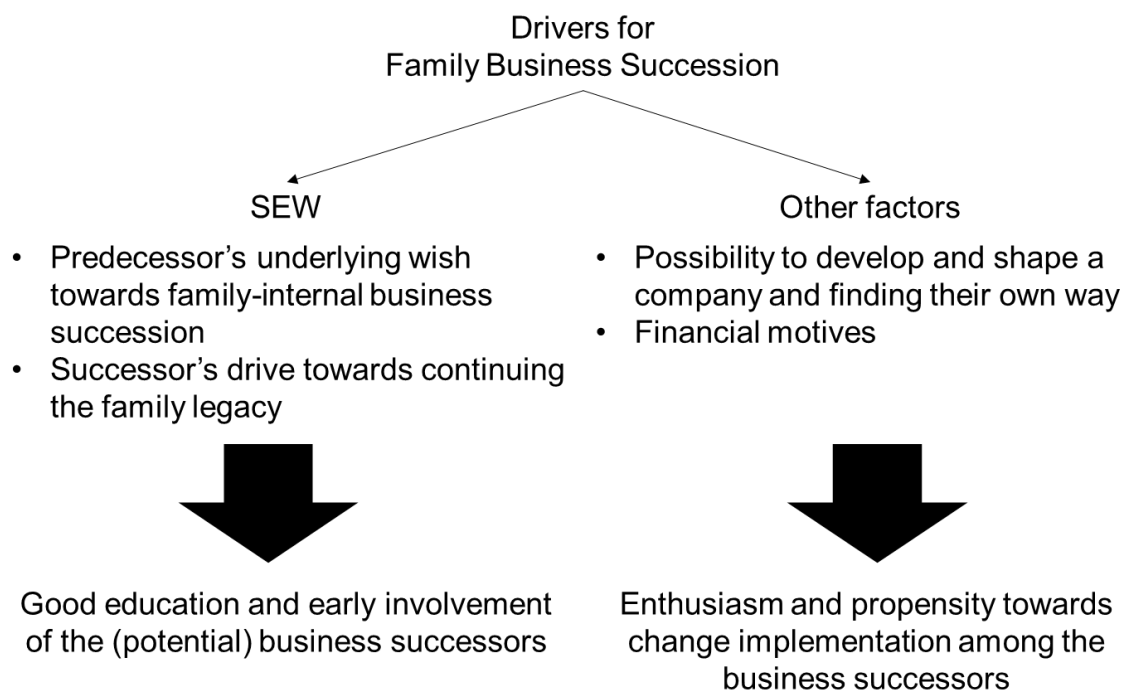 Drivers for
Family Business Succession
SEW
• Predecessor’s underlying wish
towards family-internal business
succession
• Successor’s drive towards continuing
the family legacy
Good education and early involvement
of the (potential) business successors
Other factors
• Possibility to develop and shape a
company and finding their own way
• Financial motives
Enthusiasm and propensity towards
change implementation among the
business successors